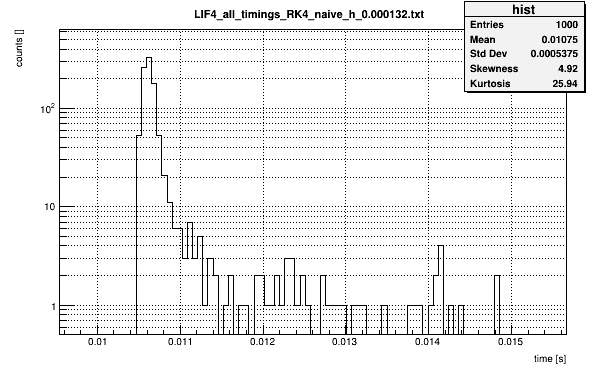 LIF4_all_timings_RK4_naive_h_0.000132.txt
hist
Entries 1000
Mean 0.01075
Std Dev 0.0005375
Skewness 4.92
Kurtosis 25.94
counts []
10²
10
1
0.01 0.011 0.012 0.013 0.014 0.015
time [s]